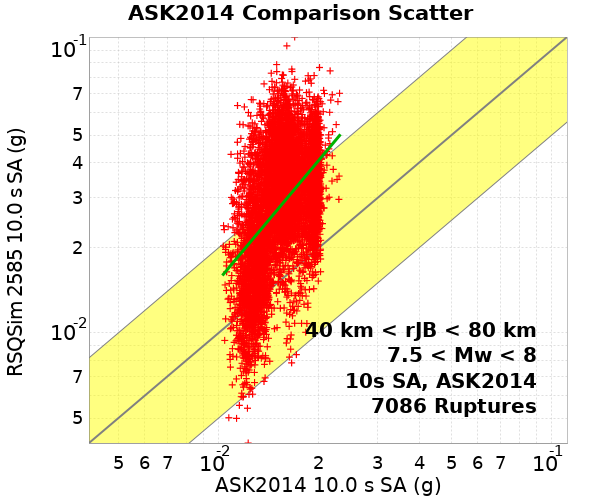 ASK2014 Comparison Scatter
RSQSim 2585 10.0 s SA (g)
10^-1
7
5
4
3
2
10^-2
7
5
40 km < rJB < 80 km
7.5 < Mw < 8
10s SA, ASK2014
7086 Ruptures
5 6 7 10^-2 2 3 4 5 6 7 10^-1
ASK2014 10.0 s SA (g)